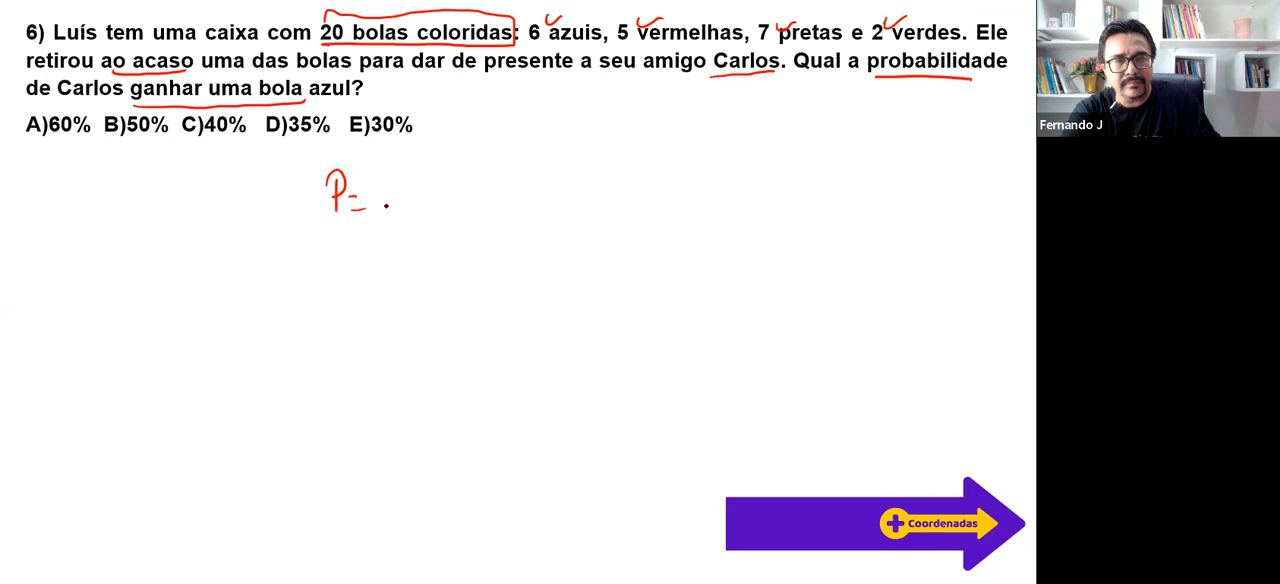 6) Luís tem uma caixa com 20 bolas coloridas: 6 azuis, 5 vermelhas, 7 pretas e 2 verdes. Ele
retirou ao acaso uma das bolas para dar de presente a seu amigo Carlos. Qual a probabilidade
de Carlos ganhar uma bola azul?
A)60% B)50% C)40% D)35% E)30%
P=
Fernando J
+ Coordenadas